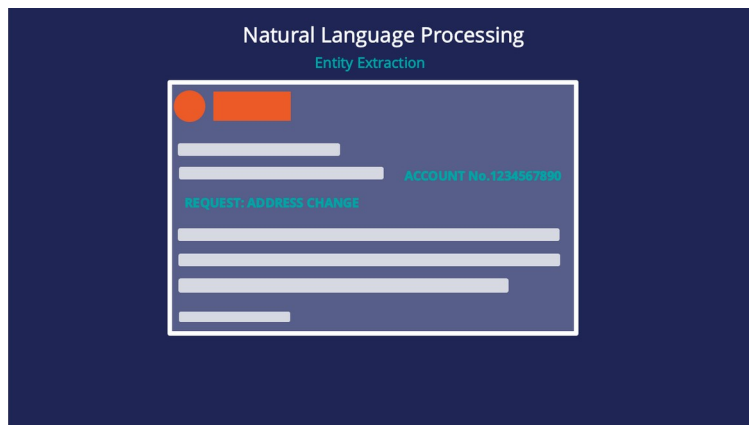 Natural Language Processing
Entity Extraction
ACCOUNT No.1234567890
REQUEST: ADDRESS CHANGE